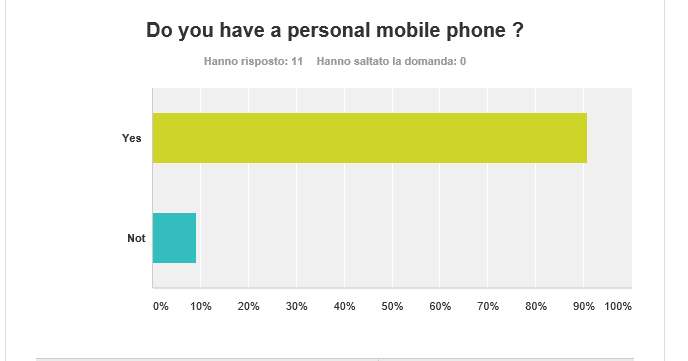 Do you have a personal mobile phone ?
Hanno risposto: 11 Hanno saltato la domanda: 0
Yes
Not
0% 10% 20% 30% 40% 50% 60% 70% 80% 90% 100%